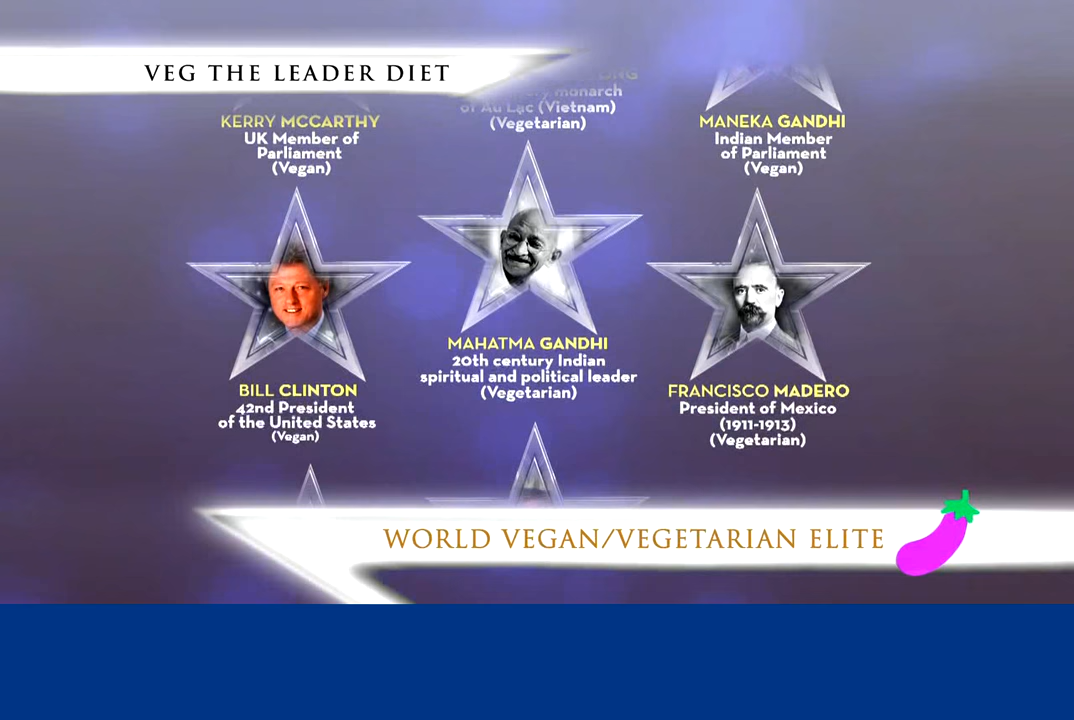 VEG THE LEADER DIET
monarch
of Au Lac (Vietnam)
(Vegetarian)
KERRY MCCARTHY
UK Member of
Parliament
(Vegan)
MANEKA GANDHI
Indian Member
of Parliament
(Vegan)
BILL CLINTON
42nd President
of the United States
(Vegan)
MAHATMA GANDHI
20th century Indian
spiritual and political leader
(Vegetarian)
FRANCISCO MADERO
President of Mexico
(1911-1913)
(Vegetarian)
WORLD VEGAN/VEGETARIAN ELITE